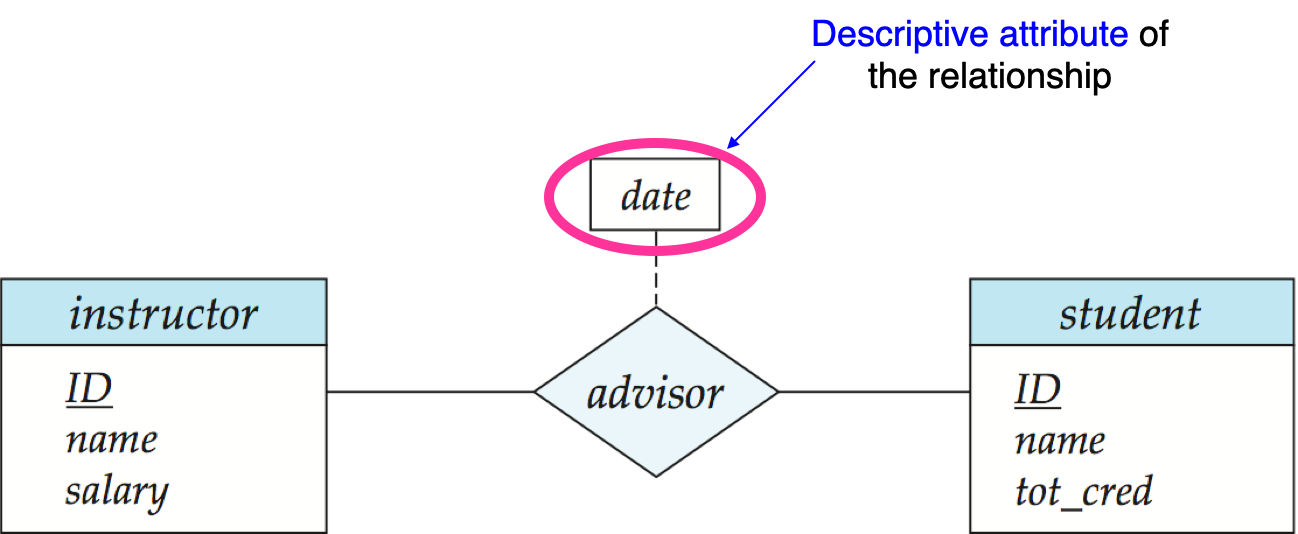 Descriptive attribute of
the relationship
date
instructor
ID
name
salary
advisor
student
ID
name
tot_cred